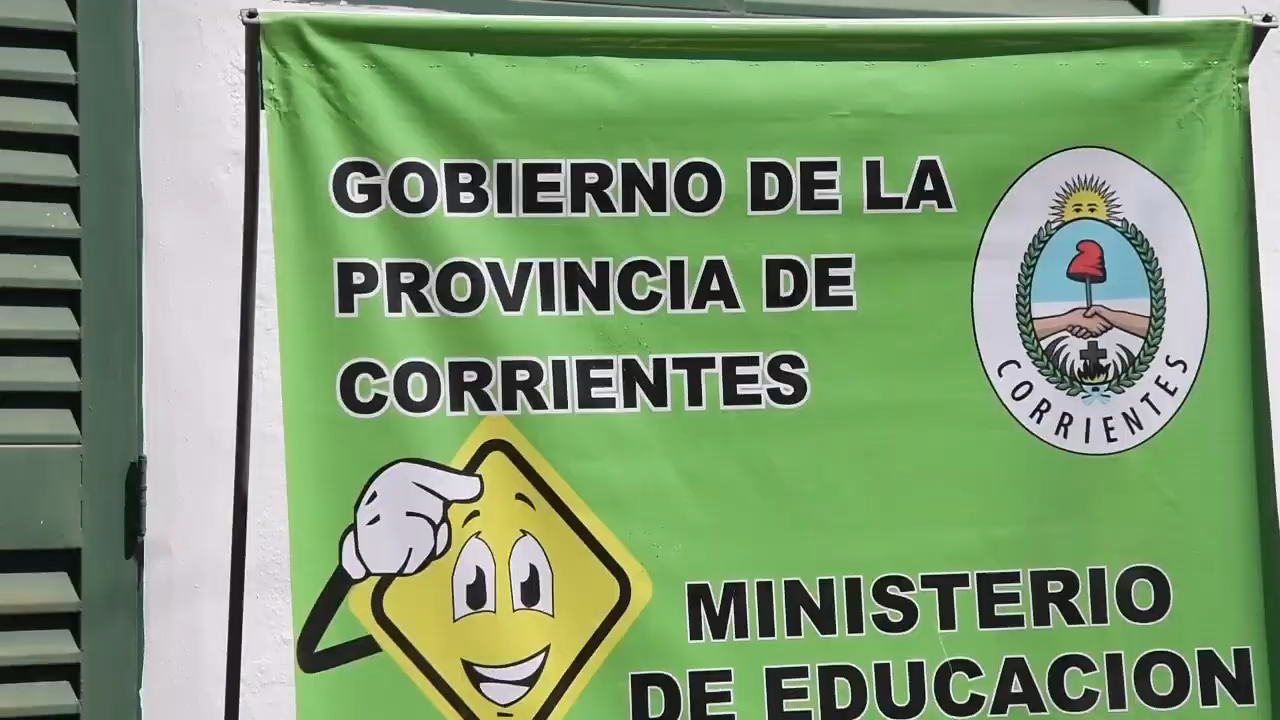 GOBIERNO DE LA
PROVINCIA DE
CORRIENTES
CORRIENTES
MINISTERIO
DE EDUCACION